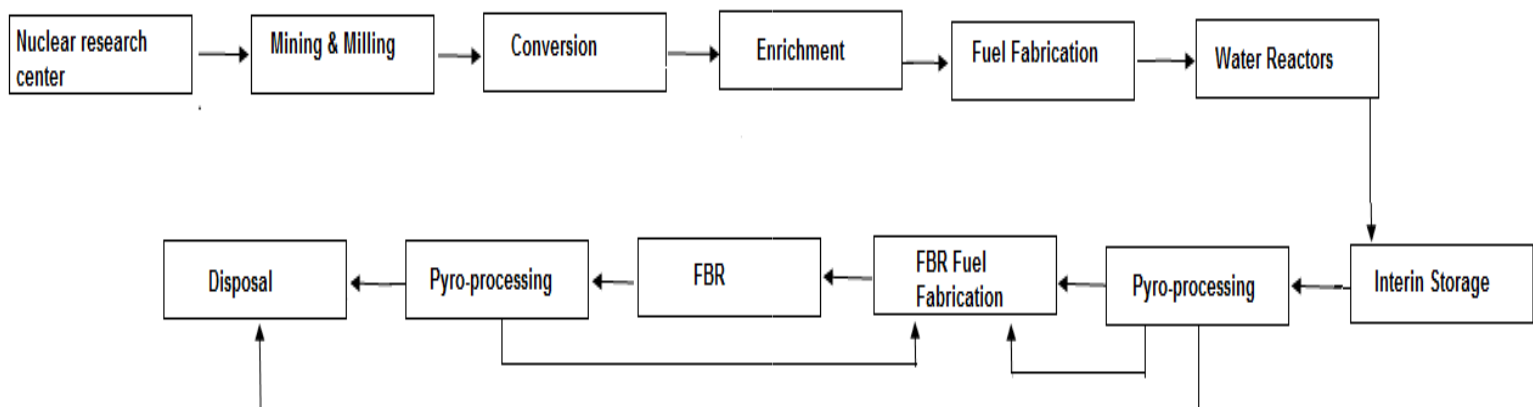 Nuclear research
center
Mining & Milling
Conversion
Enrichment
Fuel Fabrication
Water Reactors
Disposal
Pyro-processing
FBR
FBR Fuel
Fabrication
Pyro-processing
Interin Storage